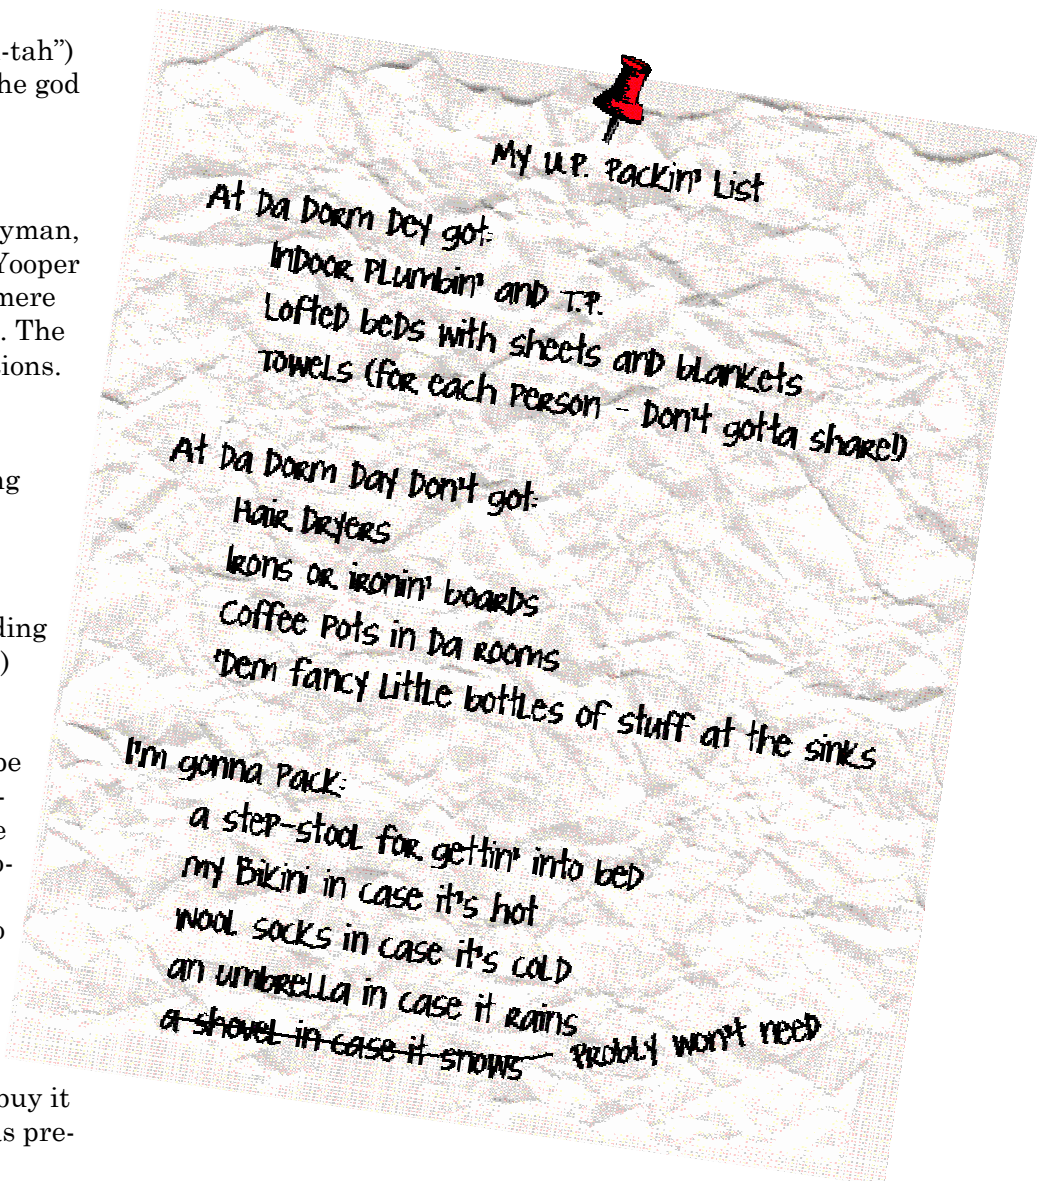 -tah”)
he god
yman,
Yooper
mere
. The
ions.
ng
ding
)
be
-
e
o-
o
buy it
is pre-
My U.P. Packin' List
At Da Dorm Dey got:
Indoor Plumbin' and T.P.
Lofted beds with sheets and blankets
Towels (for each person - Don't gotta share!)
At Da Dorm Day Don't got:
Hair Dryers
Irons or ironin' boards
Coffee pots in Da rooms
'Dem fancy little bottles of stuff at the sinks
I'm gonna pack:
a step-stool for gettin' into bed
my Bikini in case it's hot
wool socks in case it's cold
an umbrella in case it rains
a shovel in case it snows - probly won't need